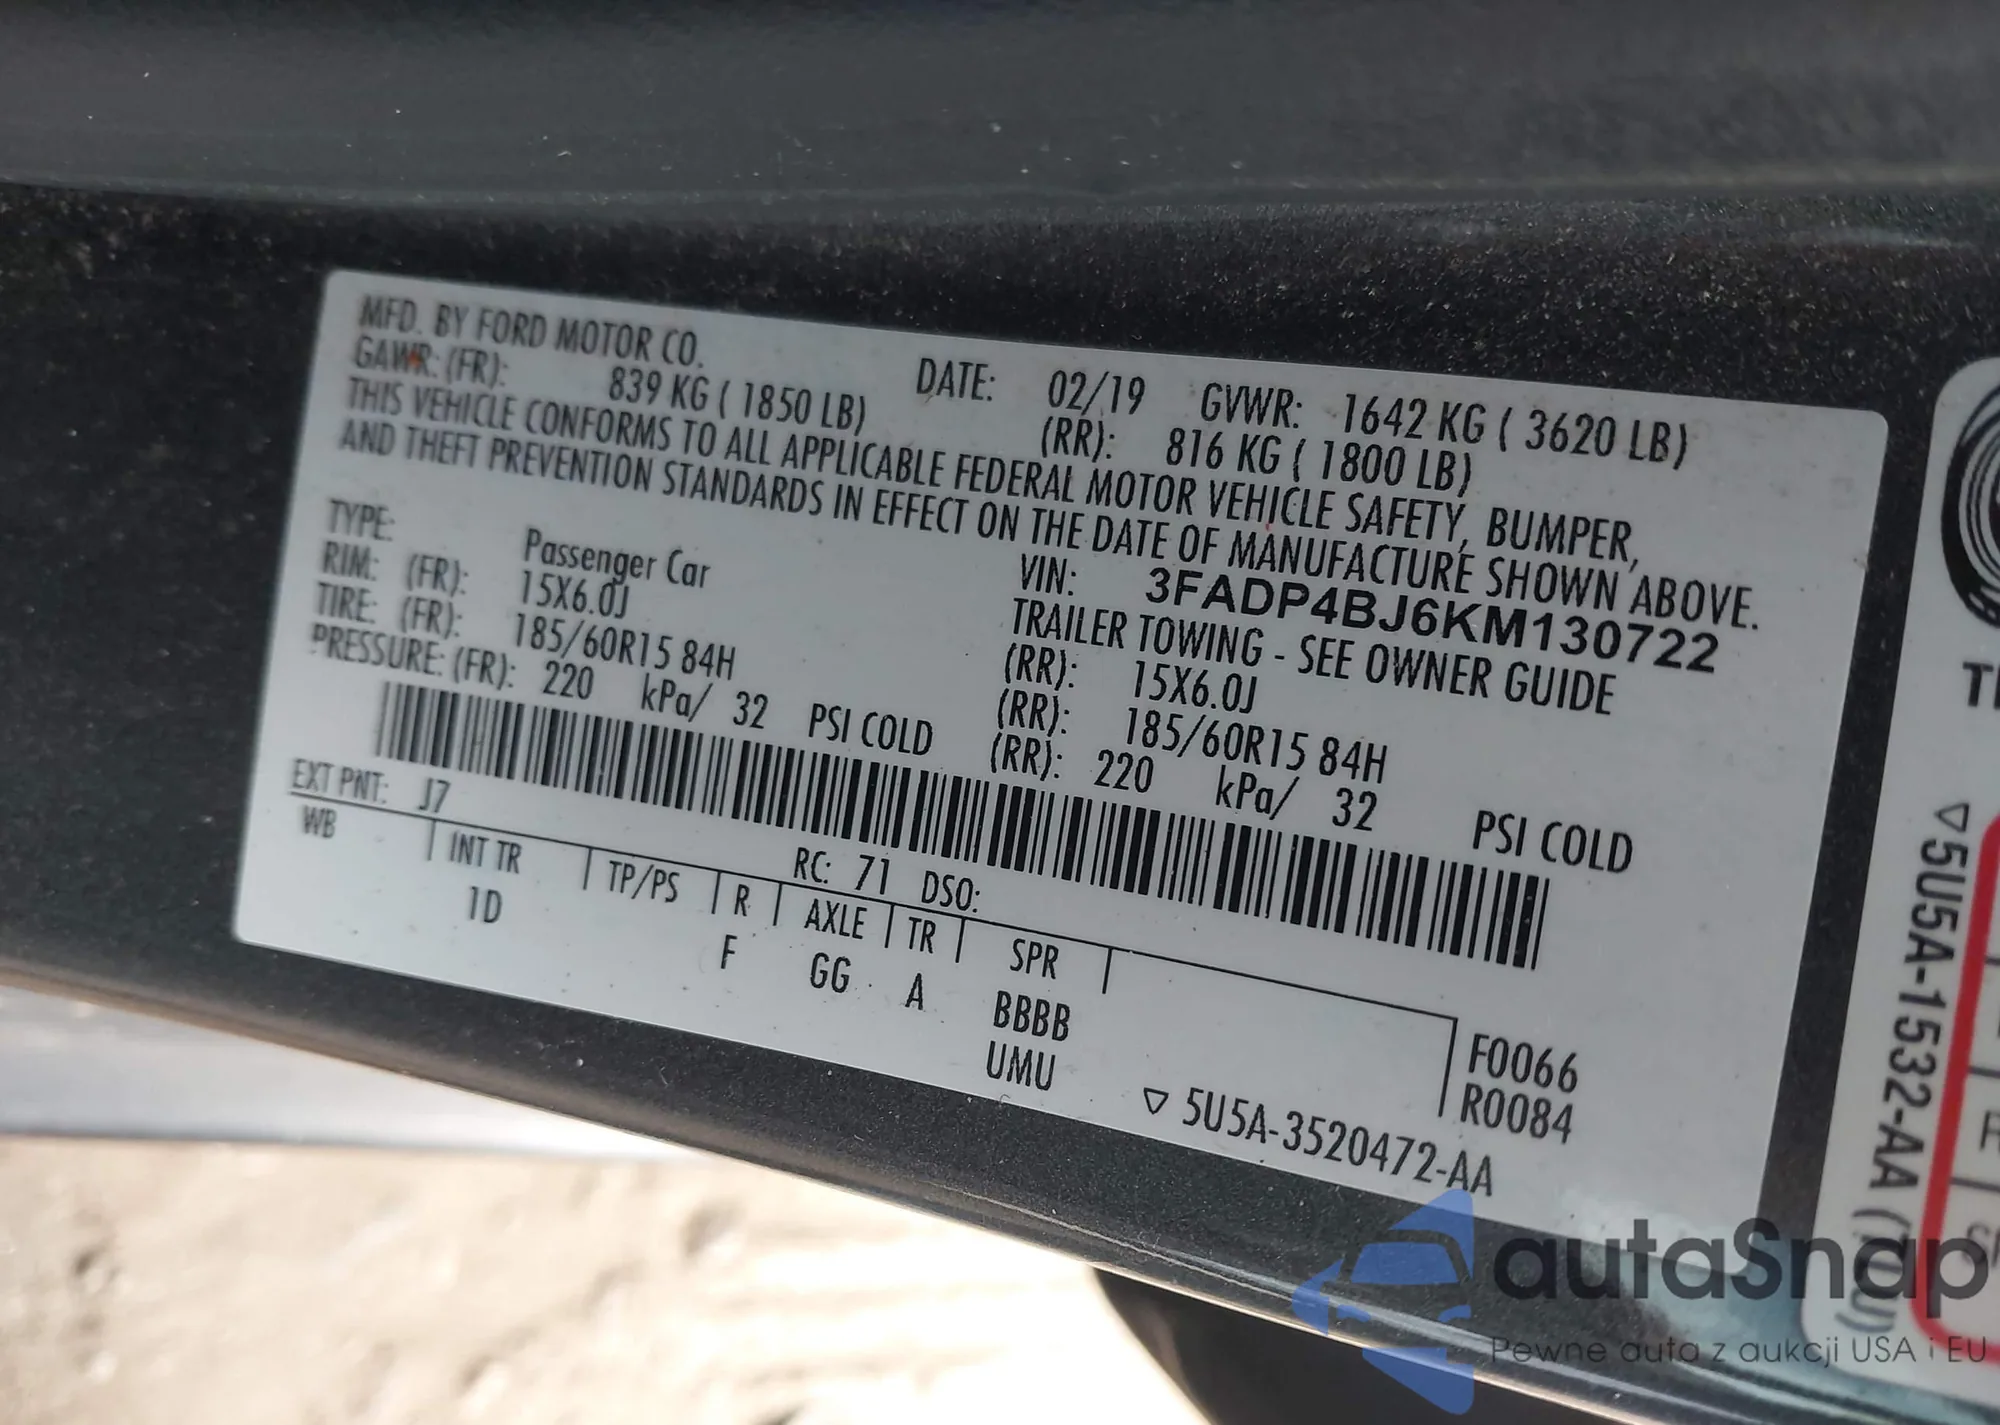 MFD. BY FORD MOTOR CO. DATE: 02/19 GVWR: 1642 KG ( 3620 LB)
GAWR: (FR): 839 KG ( 1850 LB) (RR): 816 KG ( 1800 LB)
THIS VEHICLE CONFORMS TO ALL APPLICABLE FEDERAL MOTOR VEHICLE SAFETY, BUMPER,
AND THEFT PREVENTION STANDARDS IN EFFECT ON THE DATE OF MANUFACTURE SHOWN ABOVE.
VIN: 3FADP4BJ6KM130722
TYPE: Passenger Car TRAILER TOWING - SEE OWNER GUIDE
RIM: (FR): 15X6.0J (RR): 15X6.0J
TIRE: (FR): 185/60R15 84H (RR): 185/60R15 84H
PRESSURE: (FR): 220 kPa/ 32 PSI COLD (RR): 220 kPa/ 32 PSI COLD
EXT PNT: J7 RC: 71 DSO:
WB INT TR TP/PS R AXLE TR SPR
1D F GG A BBBB F0066
UMU R0084
▽ 5U5A-3520472-AA
▽5U5A-1532-AA
autaSnap
Pewne auta z aukcji USA i EU